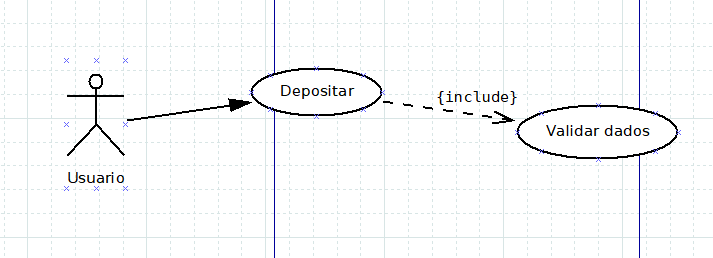 Depositar
{include}
Validar dados
Usuario